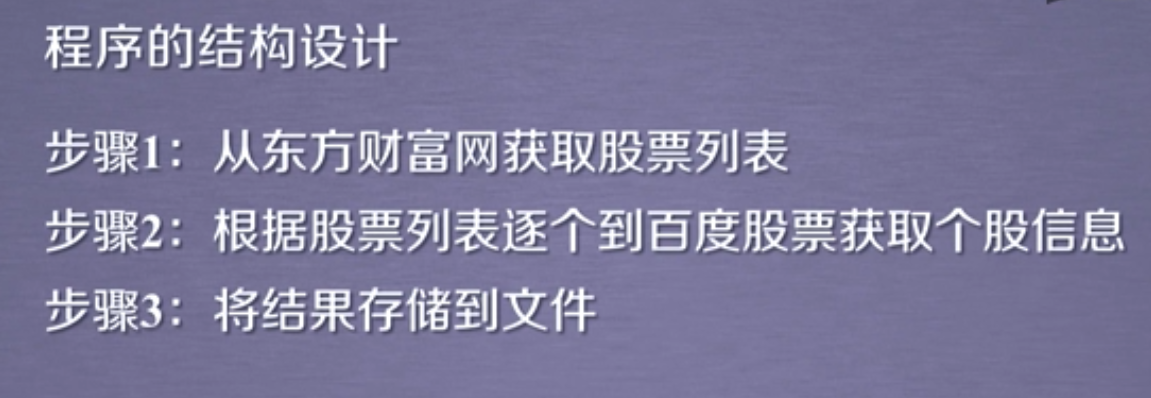 程序的结构设计
步骤1：从东方财富网获取股票列表
步骤2：根据股票列表逐个到百度股票获取个股信息
步骤3：将结果存储到文件